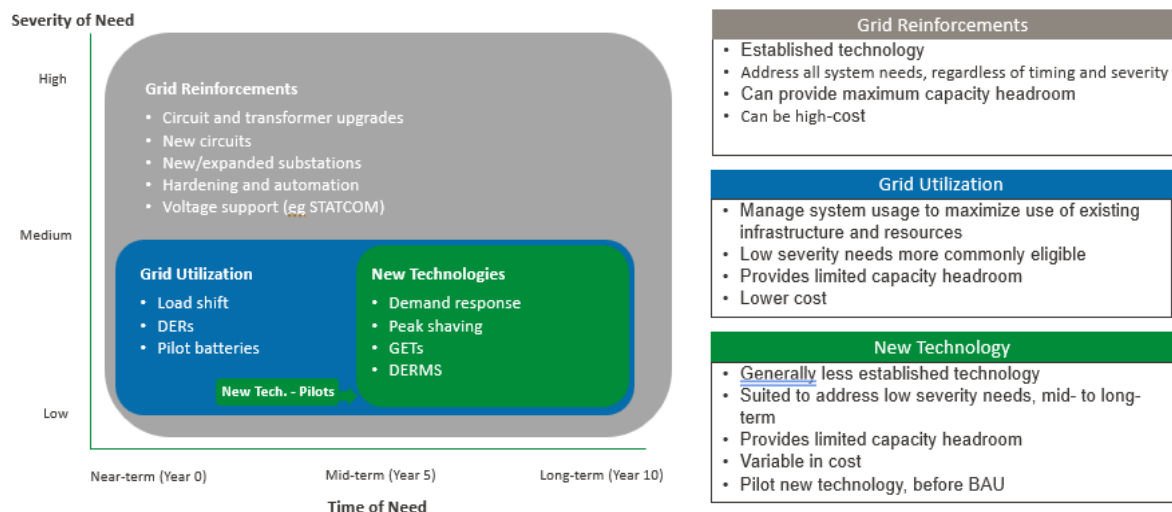 Severity of Need
High
Medium
Low
Grid Reinforcements
• Circuit and transformer upgrades
• New circuits
• New/expanded substations
• Hardening and automation
• Voltage support (eg STATCOM)
Grid Utilization
• Load shift
• DERs
• Pilot batteries
New Tech. - Pilots
New Technologies
• Demand response
• Peak shaving
• GETs
• DERMS
Near-term (Year 0)
Mid-term (Year 5)
Long-term (Year 10)
Time of Need
Grid Reinforcements
• Established technology
• Address all system needs, regardless of timing and severity
• Can provide maximum capacity headroom
• Can be high-cost
Grid Utilization
• Manage system usage to maximize use of existing
infrastructure and resources
• Low severity needs more commonly eligible
• Provides limited capacity headroom
• Lower cost
New Technology
• Generally less established technology
• Suited to address low severity needs, mid- to long-
term
• Provides limited capacity headroom
• Variable in cost
• Pilot new technology, before BAU